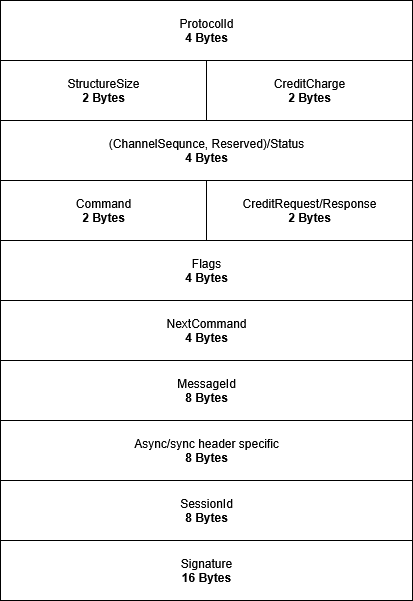 ProtocolId
4 Bytes
StructureSize
2 Bytes
CreditCharge
2 Bytes
(ChannelSequnce, Reserved)/Status
4 Bytes
Command
2 Bytes
CreditRequest/Response
2 Bytes
Flags
4 Bytes
NextCommand
4 Bytes
MessageId
8 Bytes
Async/sync header specific
8 Bytes
SessionId
8 Bytes
Signature
16 Bytes